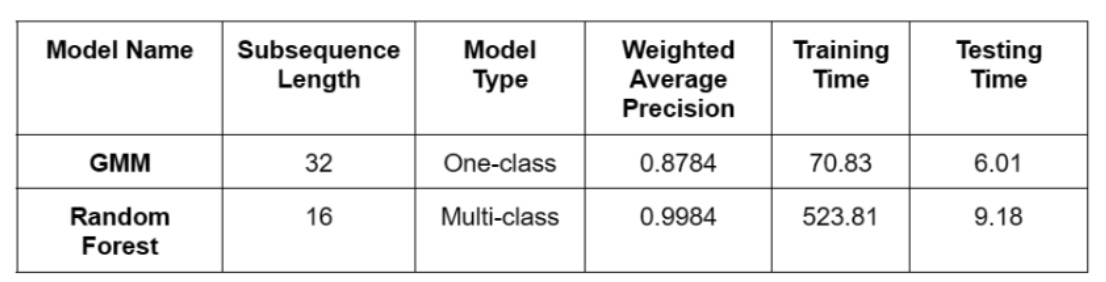 Model Name Subsequence Length Model Type Weighted Average Precision Training Time Testing Time
GMM 32 One-class 0.8784 70.83 6.01
Random Forest 16 Multi-class 0.9984 523.81 9.18